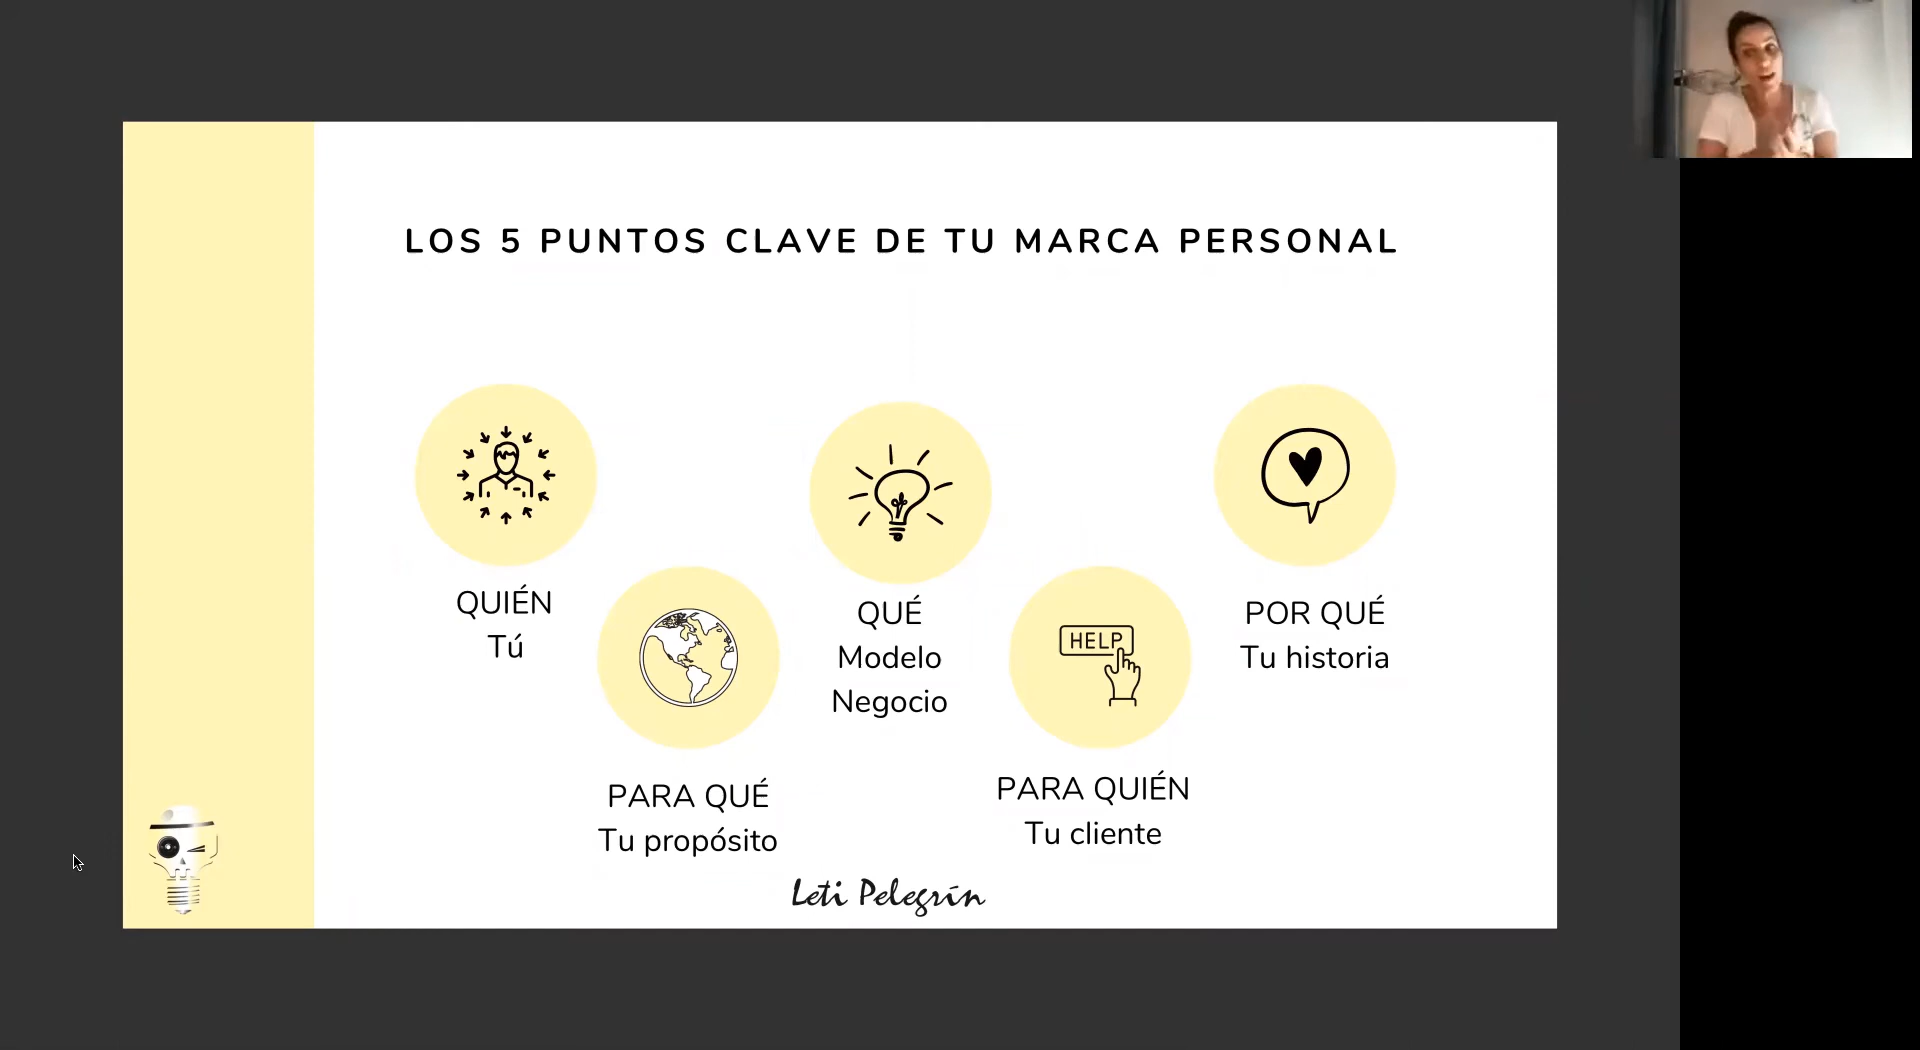 LOS 5 PUNTOS CLAVE DE TU MARCA PERSONAL
QUIÉN
Tú
PARA QUÉ
Tu propósito
QUÉ
Modelo
Negocio
HELP
PARA QUIÉN
Tu cliente
POR QUÉ
Tu historia
Leti Pelegrín